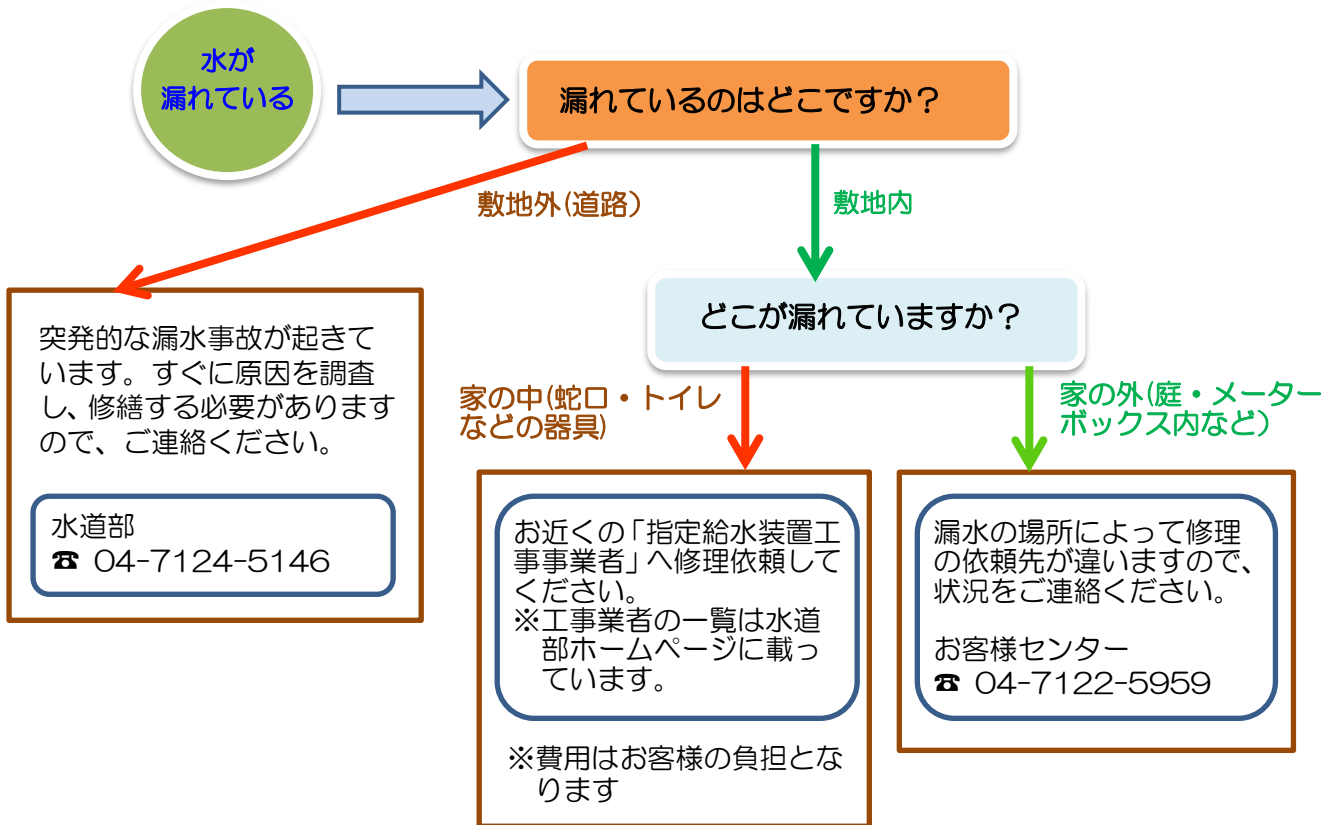 水が
漏れている
漏れているのはどこですか？
敷地外(道路）
敷地内
どこが漏れていますか？
突発的な漏水事故が起きて
います。すぐに原因を調査
し、修繕する必要があります
ので、ご連絡ください。
水道部
☎ 04-7124-5146
家の中(蛇口・トイレ
などの器具)
家の外(庭・メーター
ボックス内など）
お近くの「指定給水装置工
事事業者」へ修理依頼して
ください。
※工事業者の一覧は水道
部ホームページに載っ
ています。
※費用はお客様の負担とな
ります
漏水の場所によって修理
の依頼先が違いますので、
状況をご連絡ください。
お客様センター
☎ 04-7122-5959